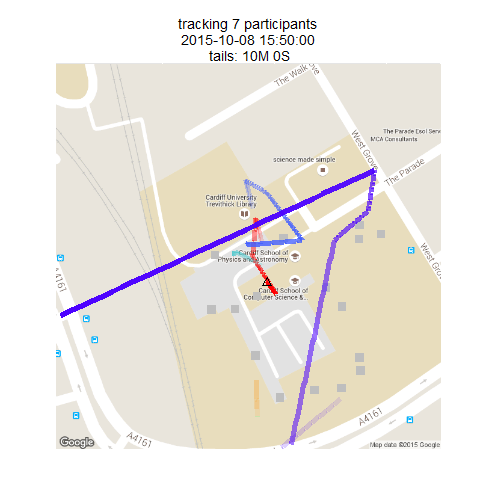 tracking 7 participants
2015-10-08 15:50:00
tails: 10M 0S
The Walk
West Grove
The Parade Esol Serv
MCA Consultants
science made simple
The Parade
Cardiff University
Trevithick Library
West Grove
Cardiff School of
Physics and Astronomy
Cardiff School of
Computer Science &...
A4161
A4161
A4161
Google
Map data ©2015 Google